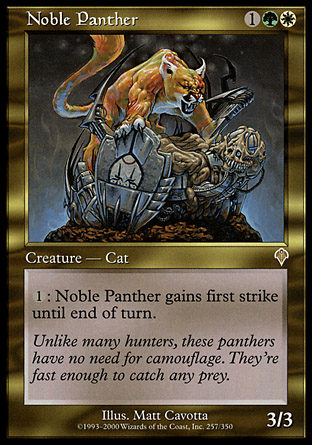 Noble Panther 1
Creature — Cat
1 : Noble Panther gains first strike
until end of turn.
Unlike many hunters, these panthers
have no need for camouflage. They're
fast enough to catch any prey.
Illus. Matt Cavotta
©1993–2000 Wizards of the Coast, Inc. 257/350
3/3